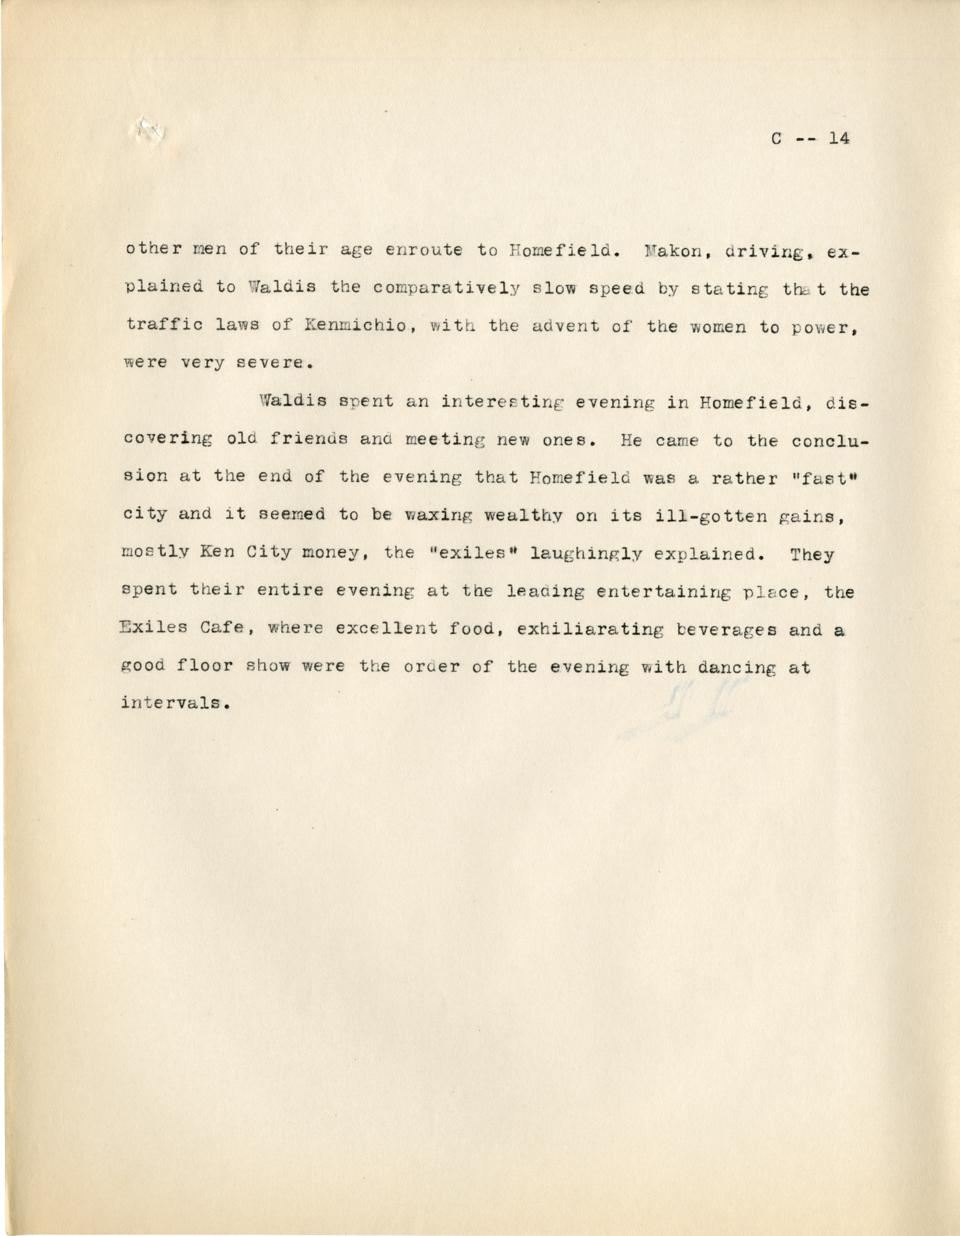 C -- 14
other men of their age enroute to Homefield.  Makon, driving, ex-
plained to Waldis the comparatively slow speed by stating that the
traffic laws of Kenmichio, with the advent of the women to power,
were very severe.
Waldis spent an interesting evening in Homefield, dis-
covering old friends and meeting new ones.  He came to the conclu-
sion at the end of the evening that Homefield was a rather "fast"
city and it seemed to be waxing wealthy on its ill-gotten gains,
mostly Ken City money, the "exiles" laughingly explained.  They
spent their entire evening at the leading entertaining place, the
Exiles Cafe, where excellent food, exhiliarating beverages and a
good floor show were the order of the evening with dancing at
intervals.